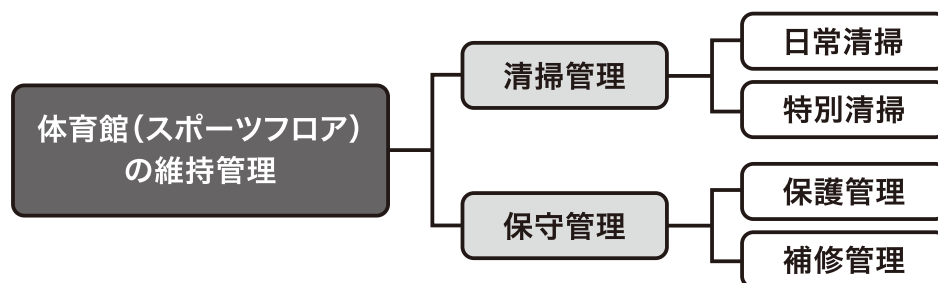 体育館（スポーツフロア）
の維持管理
清掃管理
日常清掃
特別清掃
保守管理
保護管理
補修管理